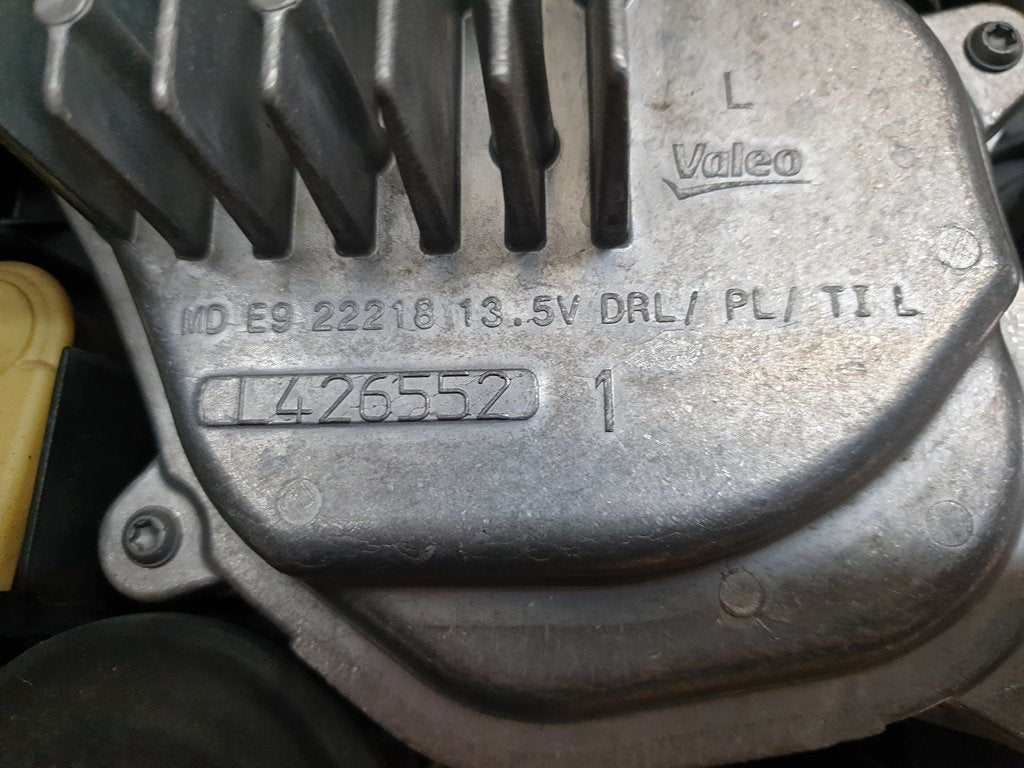 L
Valeo
MD E9 22218 13.5V DRL/ PL/ TI L
L426552 1